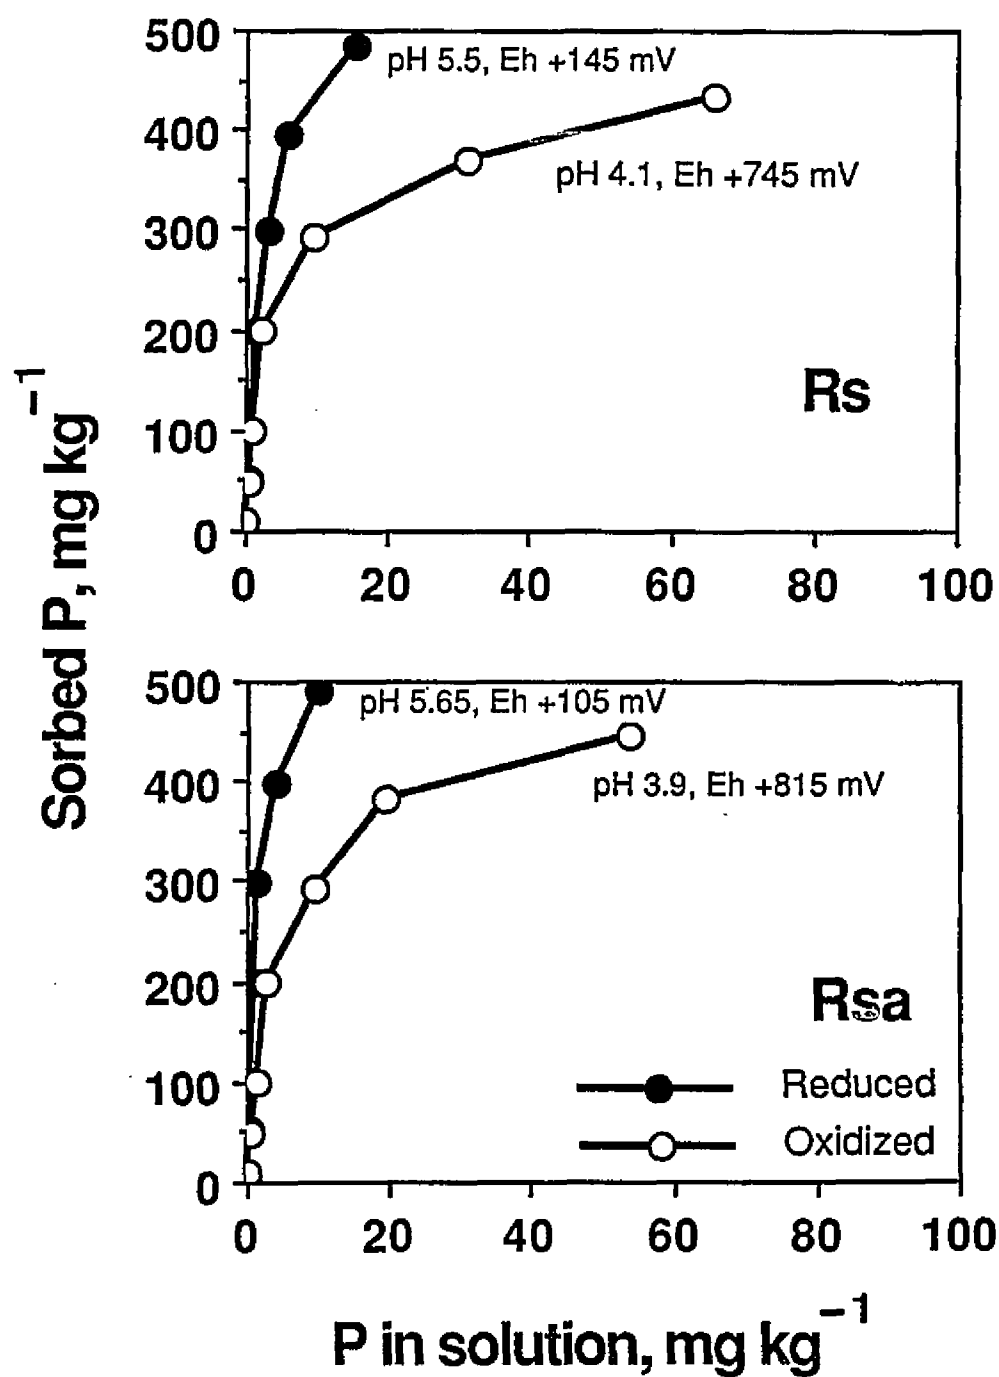 Sorbed P, mg kg⁻¹
500
400
300
200
100
0
pH 5.5, Eh +145 mV
pH 4.1, Eh +745 mV
Rs
0 20 40 60 80 100
500
400
300
200
100
0
pH 5.65, Eh +105 mV
pH 3.9, Eh +815 mV
Rsa
Reduced
Oxidized
0 20 40 60 80 100
P in solution, mg kg⁻¹